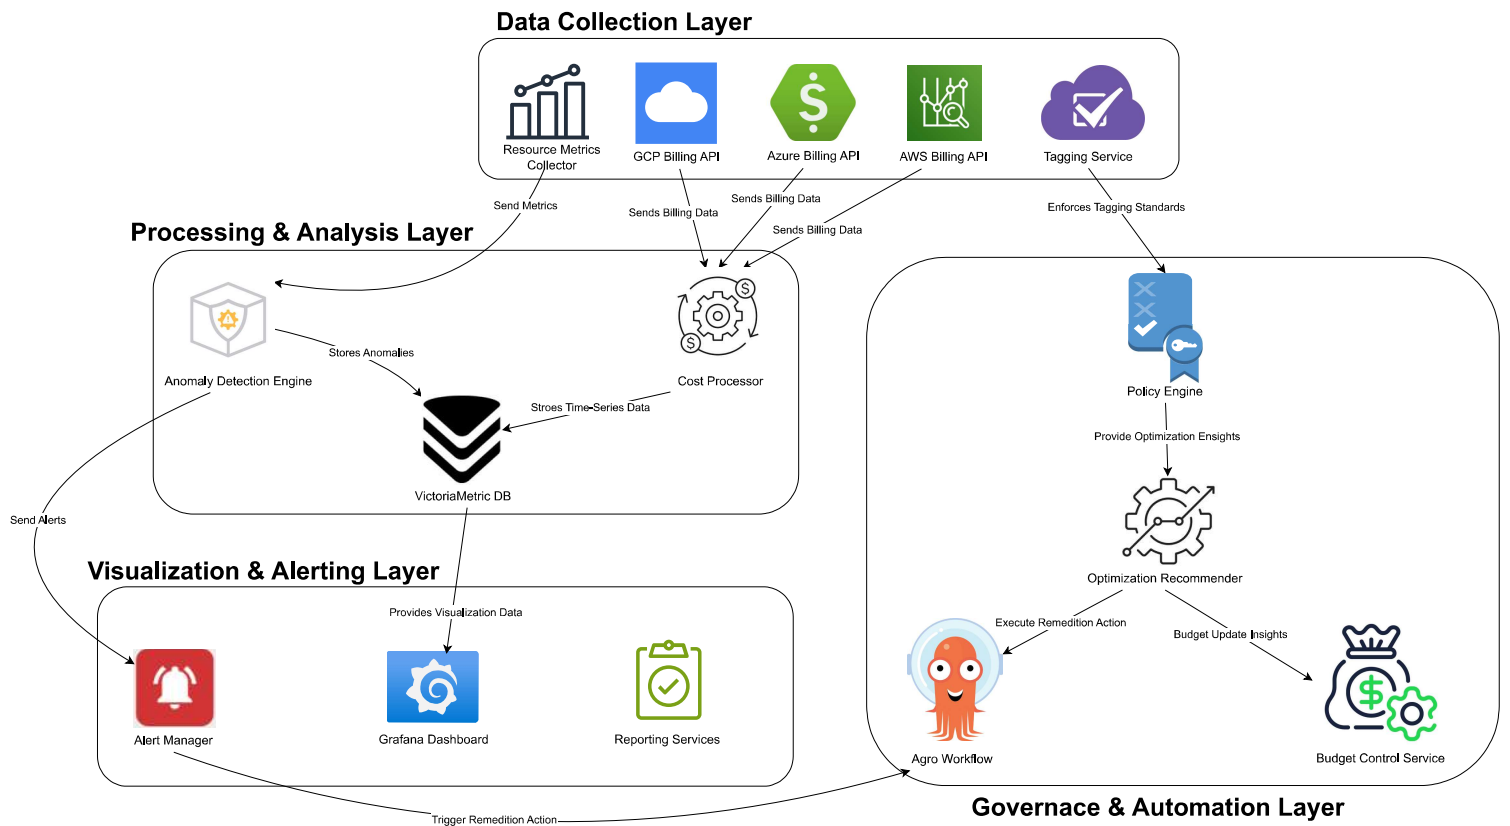 Data Collection Layer
Resource Metrics
Collector
GCP Billing API
Azure Billing API
AWS Billing API
Tagging Service
Send Metrics
Sends Billing Data
Sends Billing Data
Sends Billing Data
Enforces Tagging Standards
Processing & Analysis Layer
Anomaly Detection Engine
Stores Anomalies
Cost Processor
Stroes Time-Series Data
VictoriaMetric DB
Send Alerts
Provides Visualization Data
Visualization & Alerting Layer
Alert Manager
Grafana Dashboard
Reporting Services
Trigger Remedition Action
Policy Engine
Provide Optimization Ensights
Optimization Recommender
Execute Remedition Action
Budget Update Insights
Agro Workflow
Budget Control Service
Governace & Automation Layer